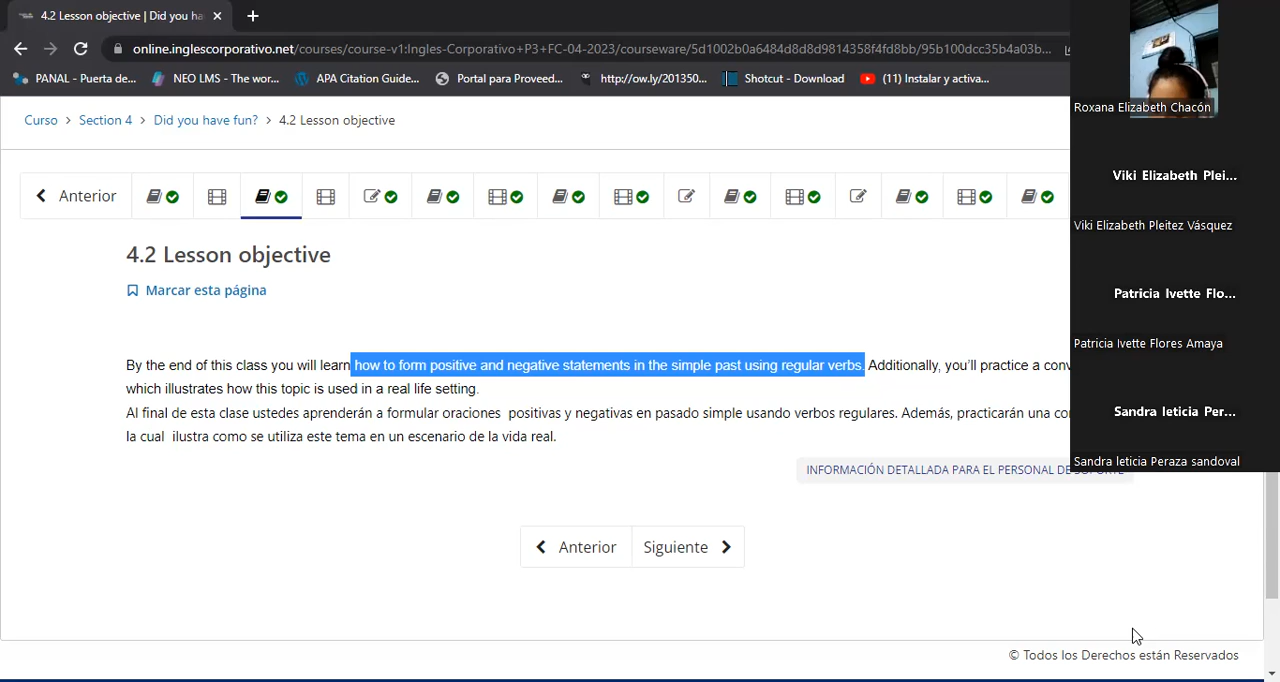 4.2 Lesson objective | Did you ha
online.inglescorporativo.net/courses/course-v1:Ingles-Corporativo+P3+FC-04-2023/courseware/5d1002b0a6484d8d8d9814358f4fd8bb/95b100dcc35b4a03b...
PANAL - Puerta de... NEO LMS - The wor... APA Citation Guide... Portal para Proveed... http://ow.ly/201350... Shotcut - Download (11) Instalar y activa...
Roxana Elizabeth Chacón
Curso > Section 4 > Did you have fun? > 4.2 Lesson objective
Viki Elizabeth Plei...
Anterior
Viki Elizabeth Pleitez Vásquez
4.2 Lesson objective
Marcar esta página
Patricia Ivette Flo...
Patricia Ivette Flores Amaya
By the end of this class you will learn how to form positive and negative statements in the simple past using regular verbs. Additionally, you'll practice a conv
which illustrates how this topic is used in a real life setting.
Al final de esta clase ustedes aprenderán a formular oraciones positivas y negativas en pasado simple usando verbos regulares. Además, practicarán una co
la cual ilustra como se utiliza este tema en un escenario de la vida real.
Sandra leticia Per...
Sandra leticia Peraza sandoval
INFORMACIÓN DETALLADA PARA EL PERSONAL DE SOPORTE
Anterior Siguiente
© Todos los Derechos están Reservados